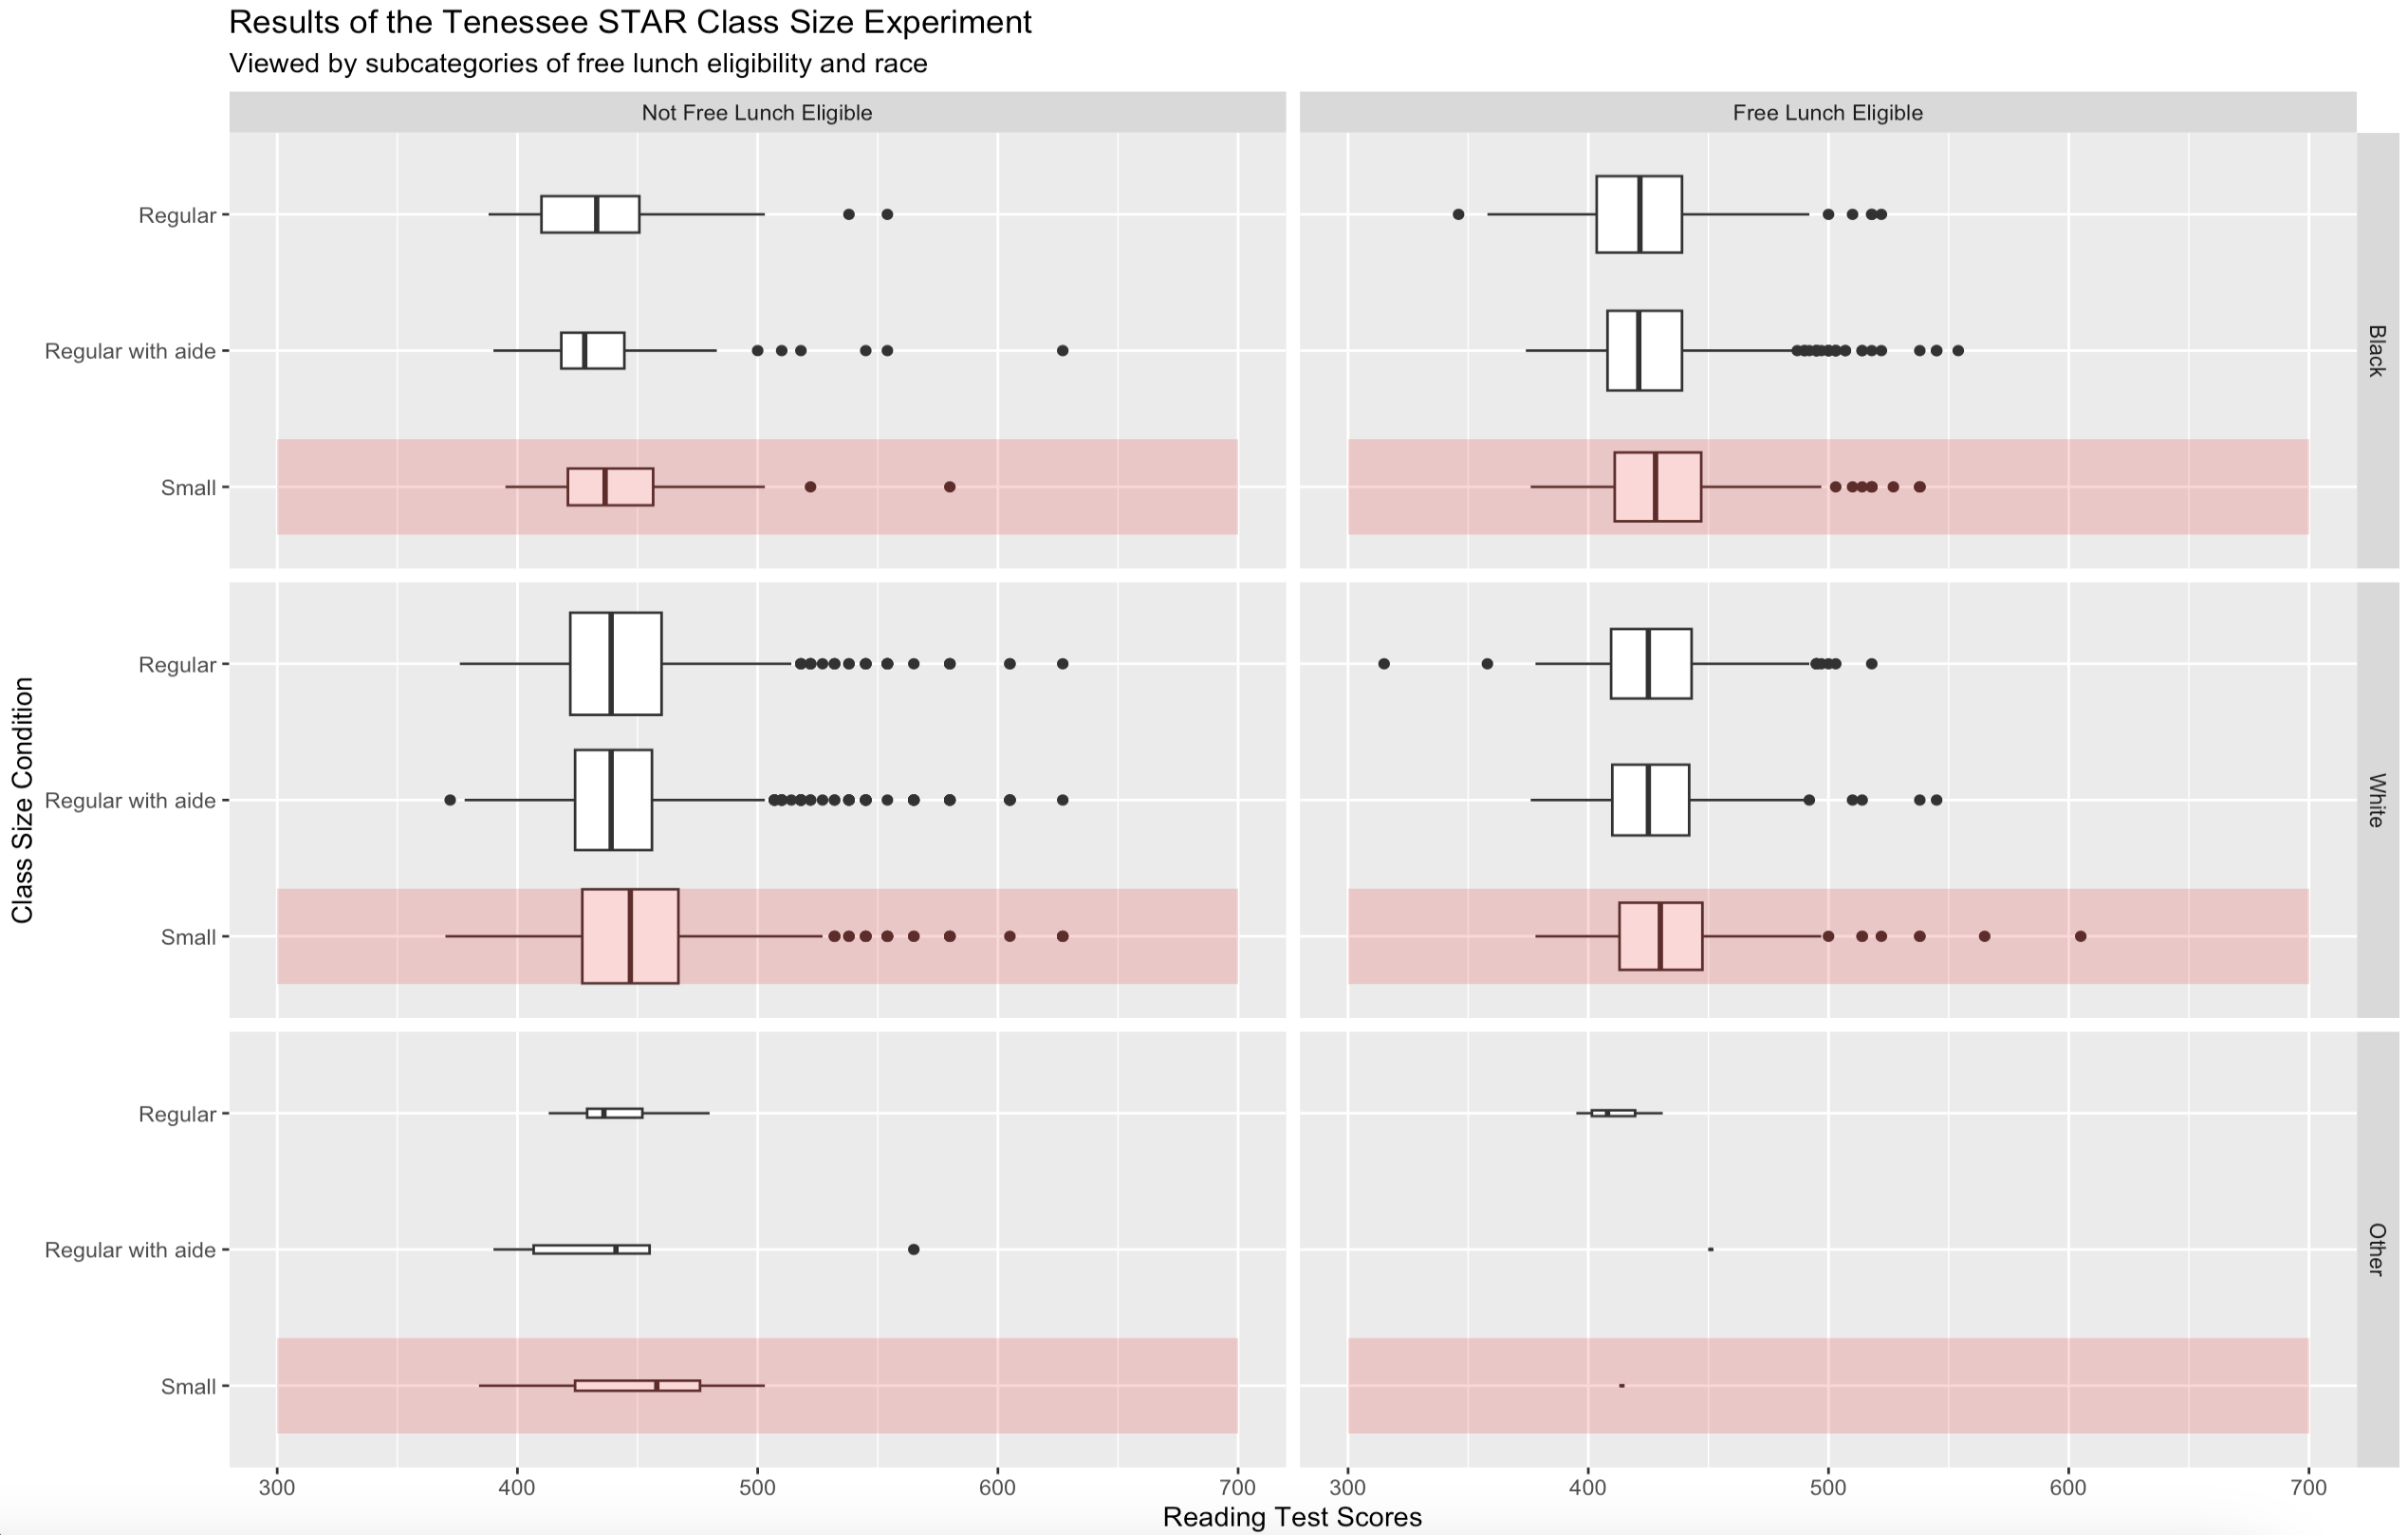 Results of the Tenessee STAR Class Size Experiment
Viewed by subcategories of free lunch eligibility and race
Not Free Lunch Eligible
Free Lunch Eligible
Class Size Condition
Regular
Regular with aide
Small
Black
Regular
Regular with aide
Small
White
Regular
Regular with aide
Small
Other
300 400 500 600 700
300 400 500 600 700
Reading Test Scores